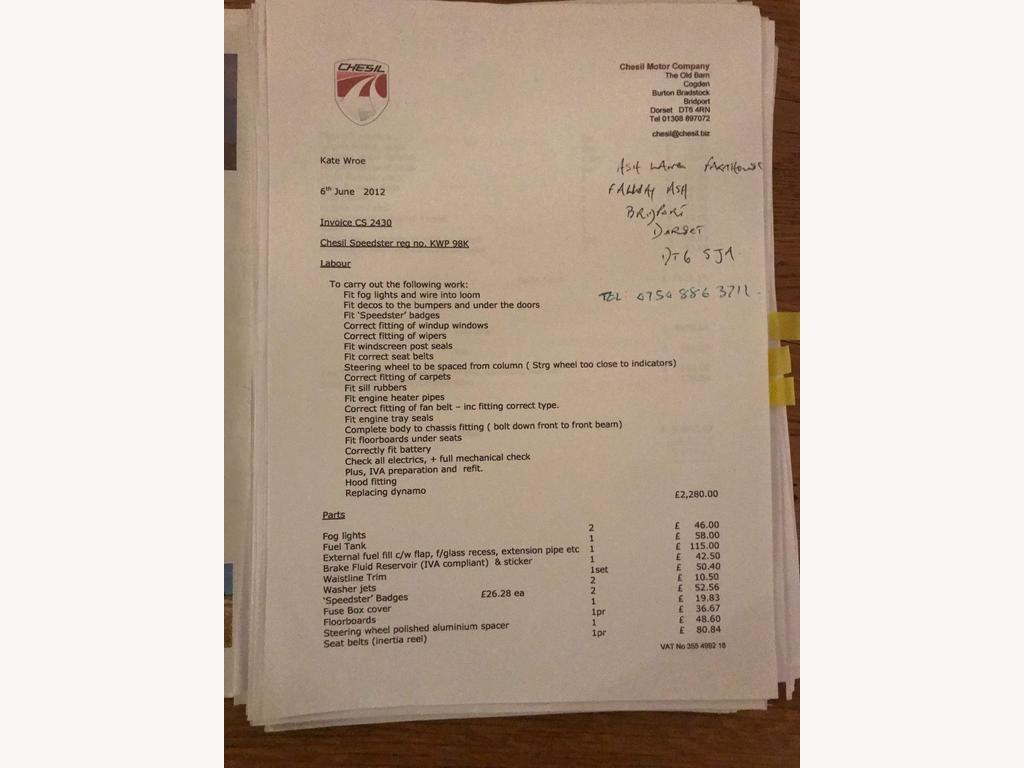 CHESIL
Chesil Motor Company
The Old Barn
Cogden
Burton Bradstock
Bridport
Dorset DT6 4RN
Tel 01308 897072
chesil@chesil.biz
Kate Wroe
6th June 2012
Invoice CS 2430
Chesil Speedster reg no. KWP 98K
ASH
ASH
BRIDPORT
DORSET
DT6 5JA.
TEL: 0750 886 3711.
Labour
To carry out the following work:
Fit fog lights and wire into loom
Fit decos to the bumpers and under the doors
Fit 'Speedster' badges
Correct fitting of windup windows
Correct fitting of wipers
Fit windscreen post seals
Fit correct seat belts
Steering wheel to be spaced from column ( Strg wheel too close to indicators)
Correct fitting of carpets
Fit sill rubbers
Fit engine heater pipes
Correct fitting of fan belt – inc fitting correct type.
Fit engine tray seals
Complete body to chassis fitting ( bolt down front to front beam)
Fit floorboards under seats
Correctly fit battery
Check all electrics, + full mechanical check
Plus, IVA preparation and refit.
Hood fitting
Replacing dynamo £2,280.00
Parts
Fog lights 2 £ 46.00
Fuel Tank 1 £ 58.00
External fuel fill c/w flap, f/glass recess, extension pipe etc 1 £ 115.00
Brake Fluid Reservoir (IVA compliant) & sticker 1 £ 42.50
Waistline Trim 1set £ 50.40
Washer jets 2 £ 10.50
'Speedster' Badges £26.28 ea 2 £ 52.56
Fuse Box cover 1 £ 19.83
Floorboards 1pr £ 36.67
Steering wheel polished aluminium spacer 1 £ 48.60
Seat belts (inertia reel) 1pr £ 80.84
VAT No 355 4992 18